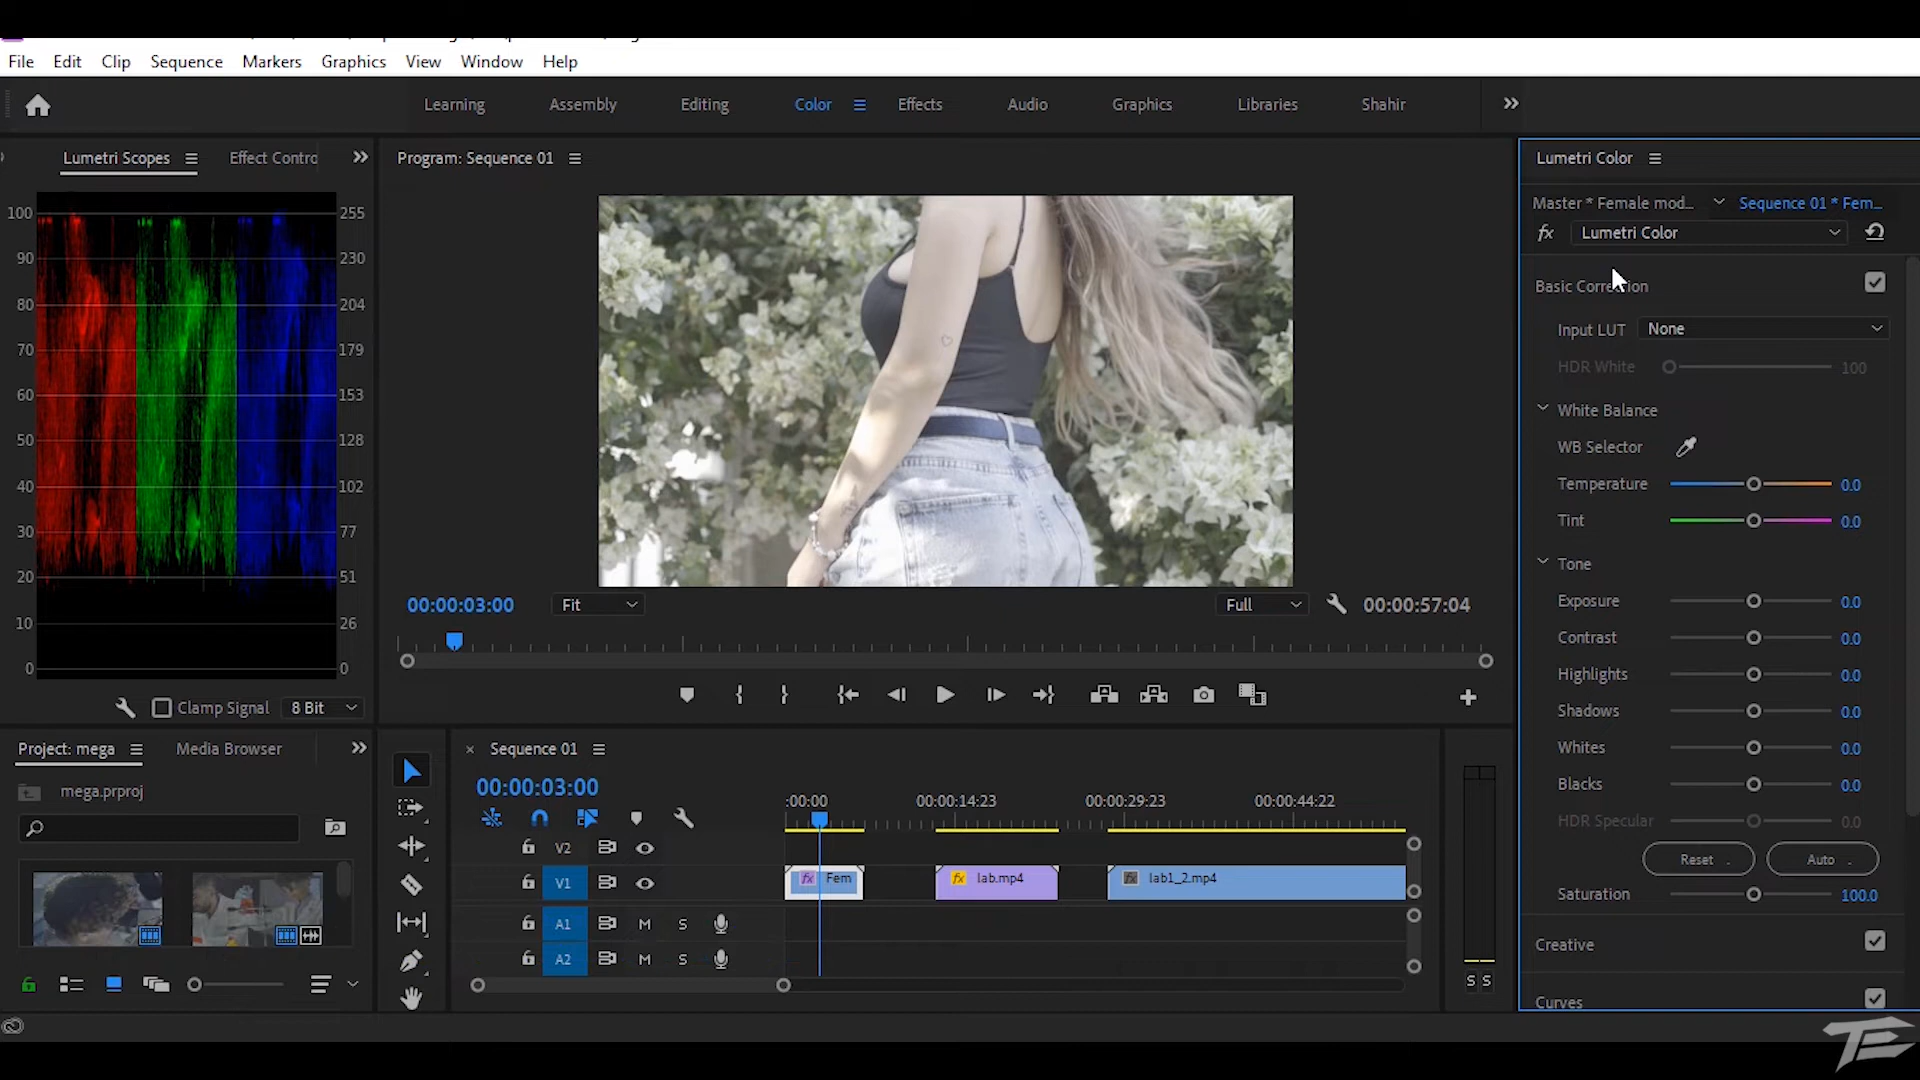 File Edit Clip Sequence Markers Graphics View Window Help
Learning Assembly Editing Color Effects Audio Graphics Libraries Shahir
Lumetri Scopes Effect Contro
100 255
90 230
80 204
70 179
60 153
50 128
40 102
30 77
20 51
10 26
0 0
Clamp Signal 8 Bit
Program: Sequence 01
00:00:03:00 Fit Full 00:00:57:04
Lumetri Color
Master * Female mod... Sequence 01 * Fem...
fx Lumetri Color
Basic Correction
Input LUT None
HDR White 100
White Balance
WB Selector
Temperature 0.0
Tint 0.0
Tone
Exposure 0.0
Contrast 0.0
Highlights 0.0
Shadows 0.0
Whites 0.0
Blacks 0.0
HDR Specular 0.0
Reset Auto
Saturation 100.0
Creative
Curves
Project: mega Media Browser
mega.prproj
× Sequence 01
00:00:03:00
:00:00 00:00:14:23 00:00:29:23 00:00:44:22
V2
V1 fx Fem fx lab.mp4 fx lab1_2.mp4
A1 M S
A2 M S
S S
TE